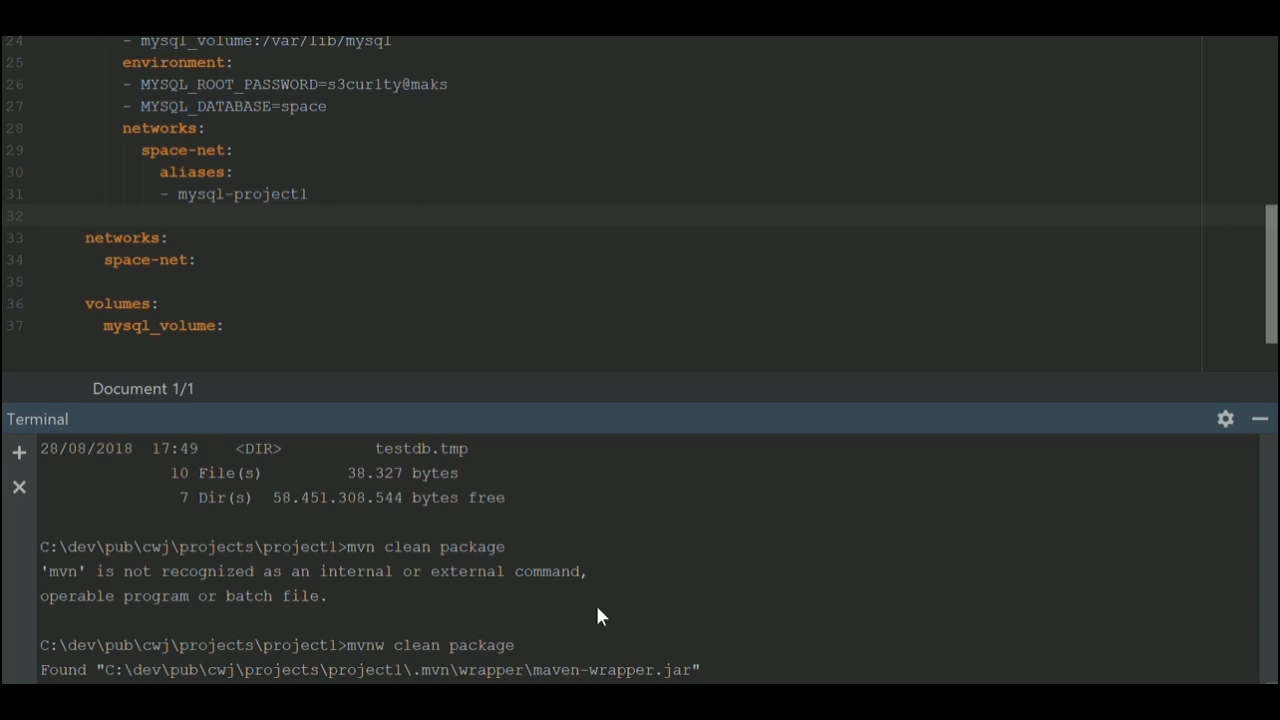 24 - mysql_volume:/var/lib/mysql
25 environment:
26 - MYSQL_ROOT_PASSWORD=s3cur1ty@maks
27 - MYSQL_DATABASE=space
28 networks:
29 space-net:
30 aliases:
31 - mysql-project1
32
33 networks:
34 space-net:
35
36 volumes:
37 mysql_volume:
Document 1/1
Terminal
28/08/2018 17:49 <DIR> testdb.tmp
10 File(s) 38.327 bytes
7 Dir(s) 58.451.308.544 bytes free
C:\dev\pub\cwj\projects\project1>mvn clean package
'mvn' is not recognized as an internal or external command,
operable program or batch file.
C:\dev\pub\cwj\projects\project1>mvnw clean package
Found "C:\dev\pub\cwj\projects\project1\.mvn\wrapper\maven-wrapper.jar"